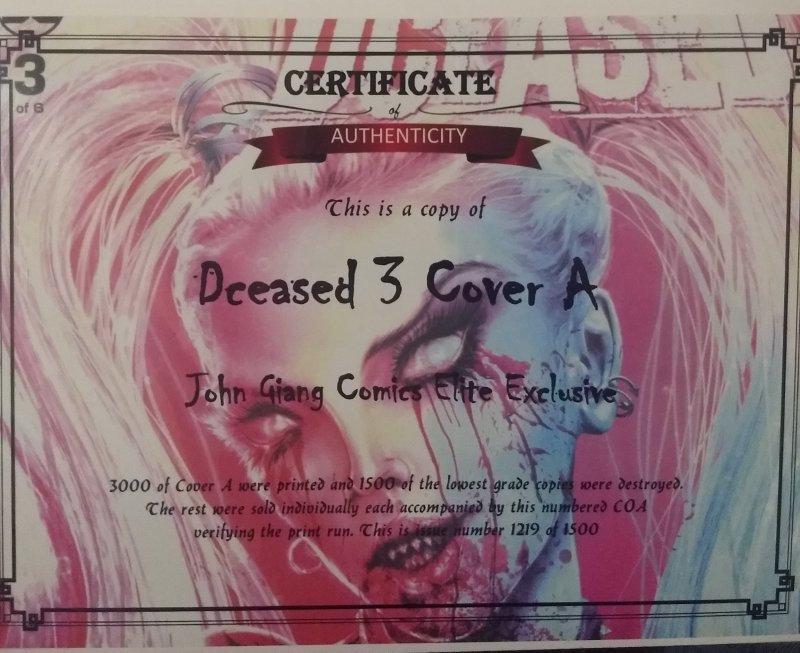 3
of 6
CERTIFICATE
of
AUTHENTICITY
This is a copy of
Dceased 3 Cover A
John Giang Comics Elite Exclusive
3000 of Cover A were printed and 1500 of the lowest grade copies were destroyed.
The rest were sold individually each accompanied by this numbered COA
verifying the print run. This is issue number 1219 of 1500